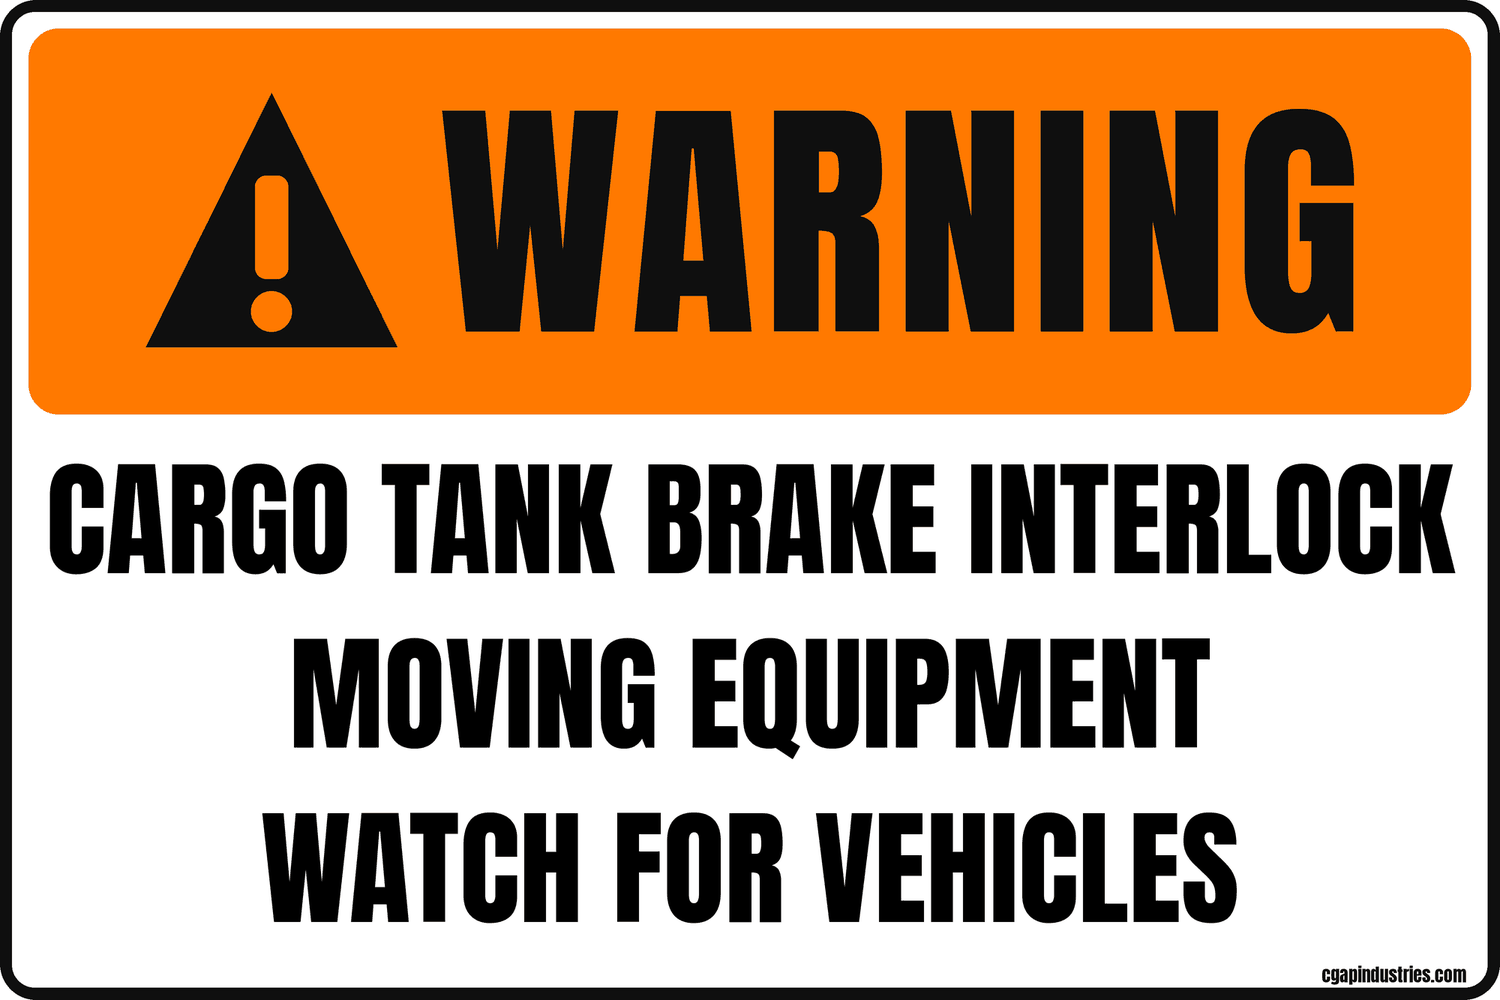 WARNING
CARGO TANK BRAKE INTERLOCK
MOVING EQUIPMENT
WATCH FOR VEHICLES
cgapindustries.com